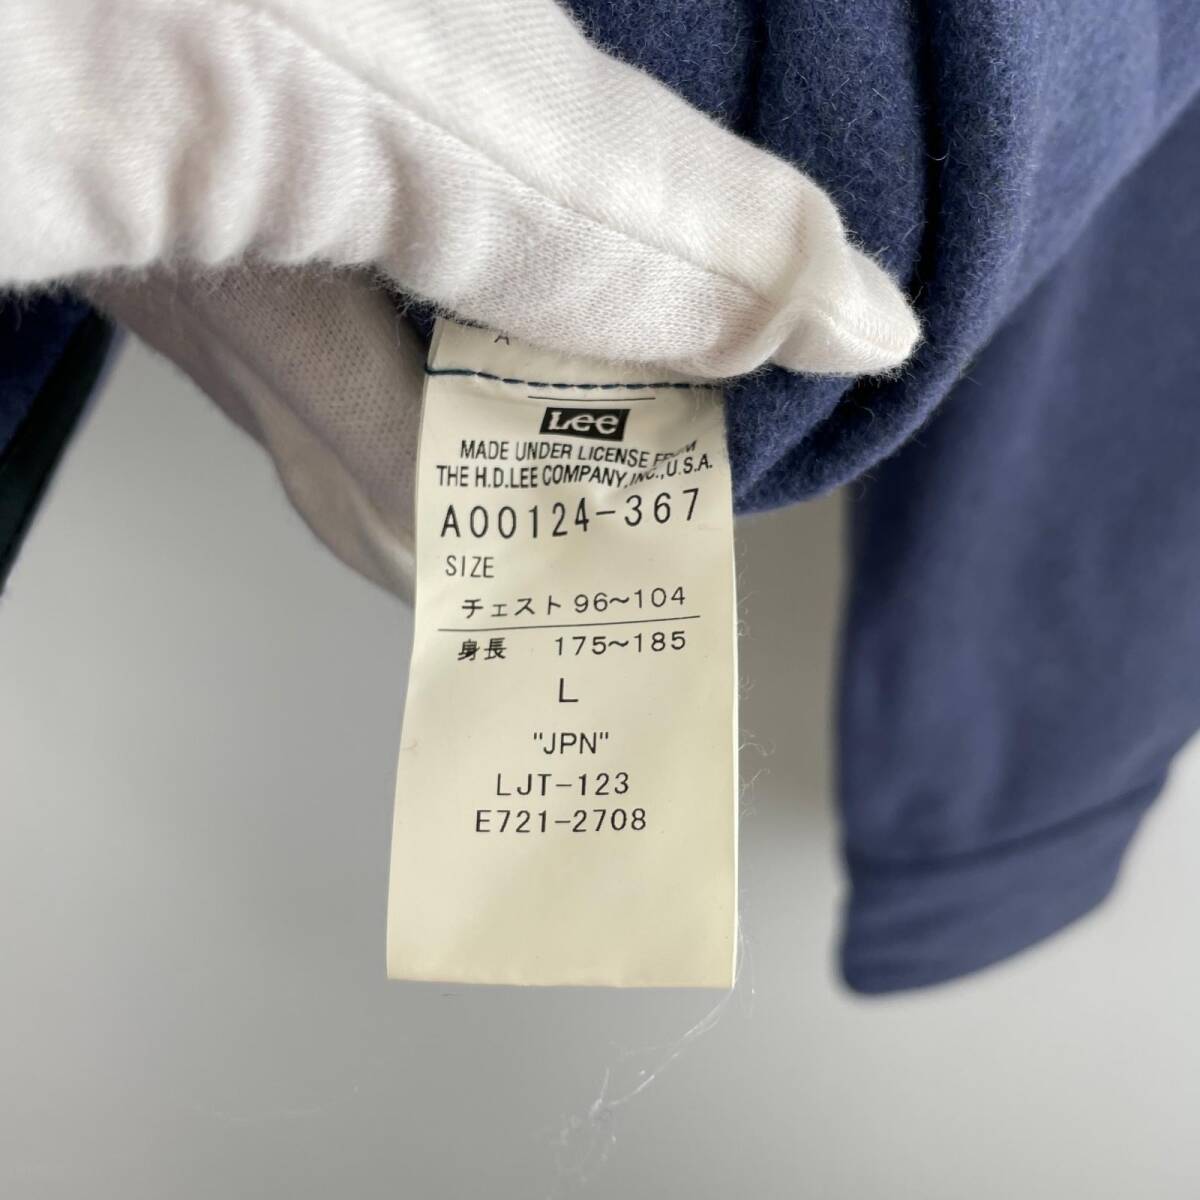 A
Lee
MADE UNDER LICENSE FROM
THE H.D.LEE COMPANY,INC.,U.S.A.
A00124-367
SIZE
チェスト 96~104
身長 175~185
L
"JPN"
LJT-123
E721-2708